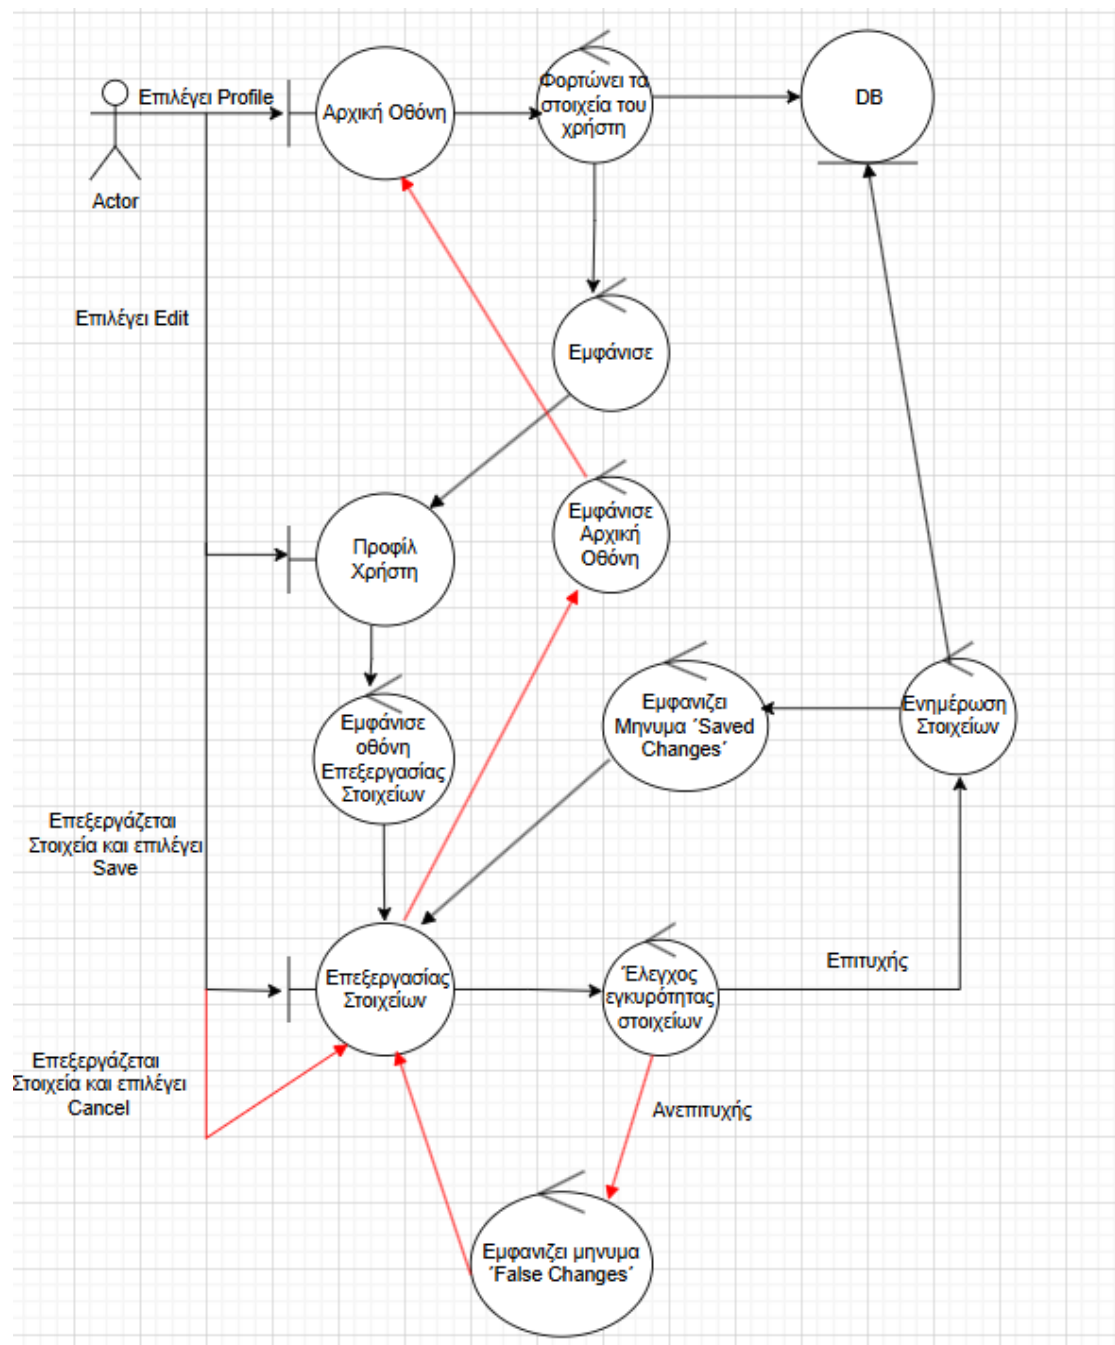 Επιλέγει Profile
Αρχική Οθόνη
Φορτώνει τα
στοιχεία του
χρήστη
DB
Actor
Επιλέγει Edit
Εμφάνισε
Εμφάνισε
Αρχική
Οθόνη
Προφίλ
Χρήστη
Εμφανιζει
Μηνυμα ´Saved
Changes´
Ενημέρωση
Στοιχείων
Εμφάνισε
οθόνη
Επεξεργασίας
Στοιχείων
Επεξεργάζεται
Στοιχεία και επιλέγει
Save
Επεξεργασίας
Στοιχείων
Έλεγχος
εγκυρότητας
στοιχείων
Επιτυχής
Επεξεργάζεται
Στοιχεία και επιλέγει
Cancel
Ανεπιτυχής
Εμφανιζει μηνυμα
´False Changes´